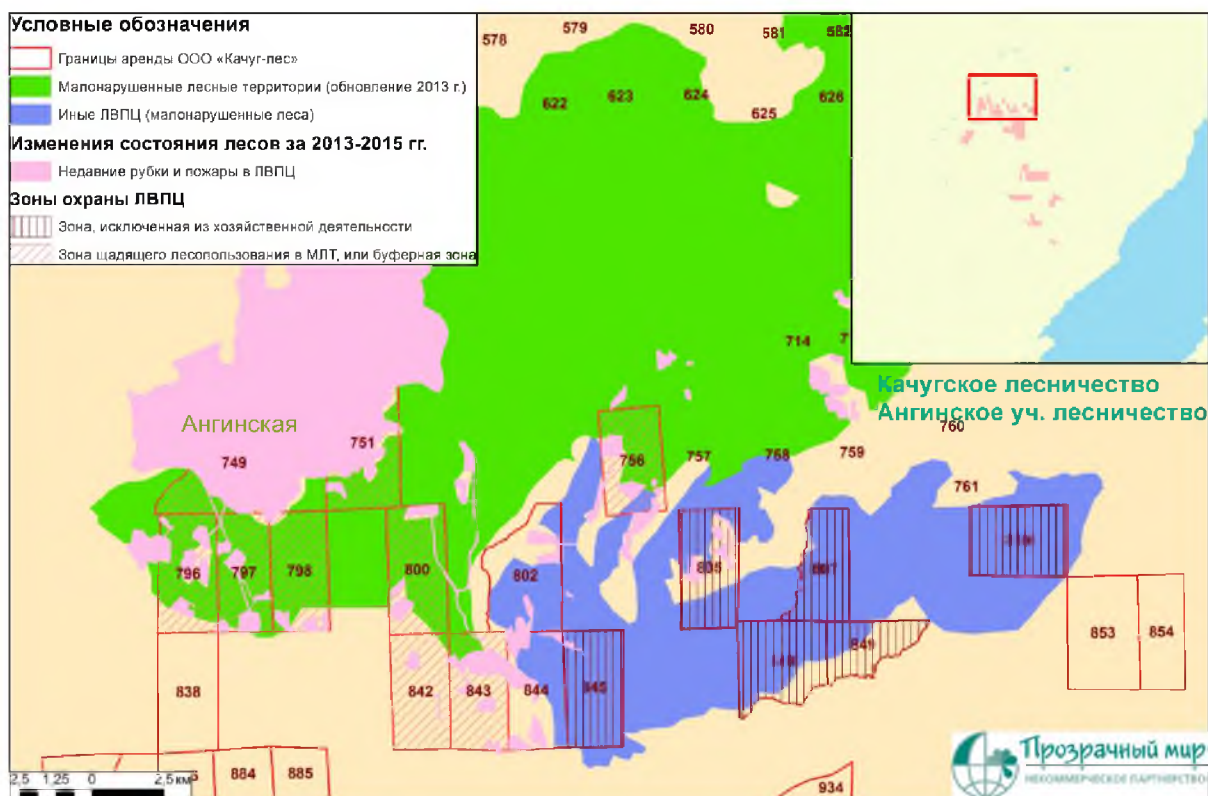 Условные обозначения
Границы аренды ООО «Качуг-лес»
Малонарушенные лесные территории (обновление 2013 г.)
Иные ЛВПЦ (малонарушенные леса)
Изменения состояния лесов за 2013-2015 гг.
Недавние рубки и пожары в ЛВПЦ
Зоны охраны ЛВПЦ
Зона, исключенная из хозяйственной деятельности
Зона щадящего лесопользования в МЛТ, или буферная зона
578 579 580 581 582
622 623 624 625 626
714
Качугское лесничество
Ангинское уч. лесничество
Ангинская
749 751 756 757 758 759 760
761
796 797 798 800 802 805 807
838 842 843 844 845 849 853 854
884 885
934
2,5 1,25 0 2,5 км
Прозрачный мир
НЕКОММЕРЧЕСКОЕ ПАРТНЕРСТВО